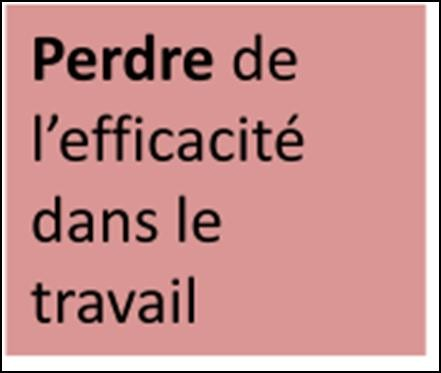 Perdre de
l’efficacité
dans le
travail